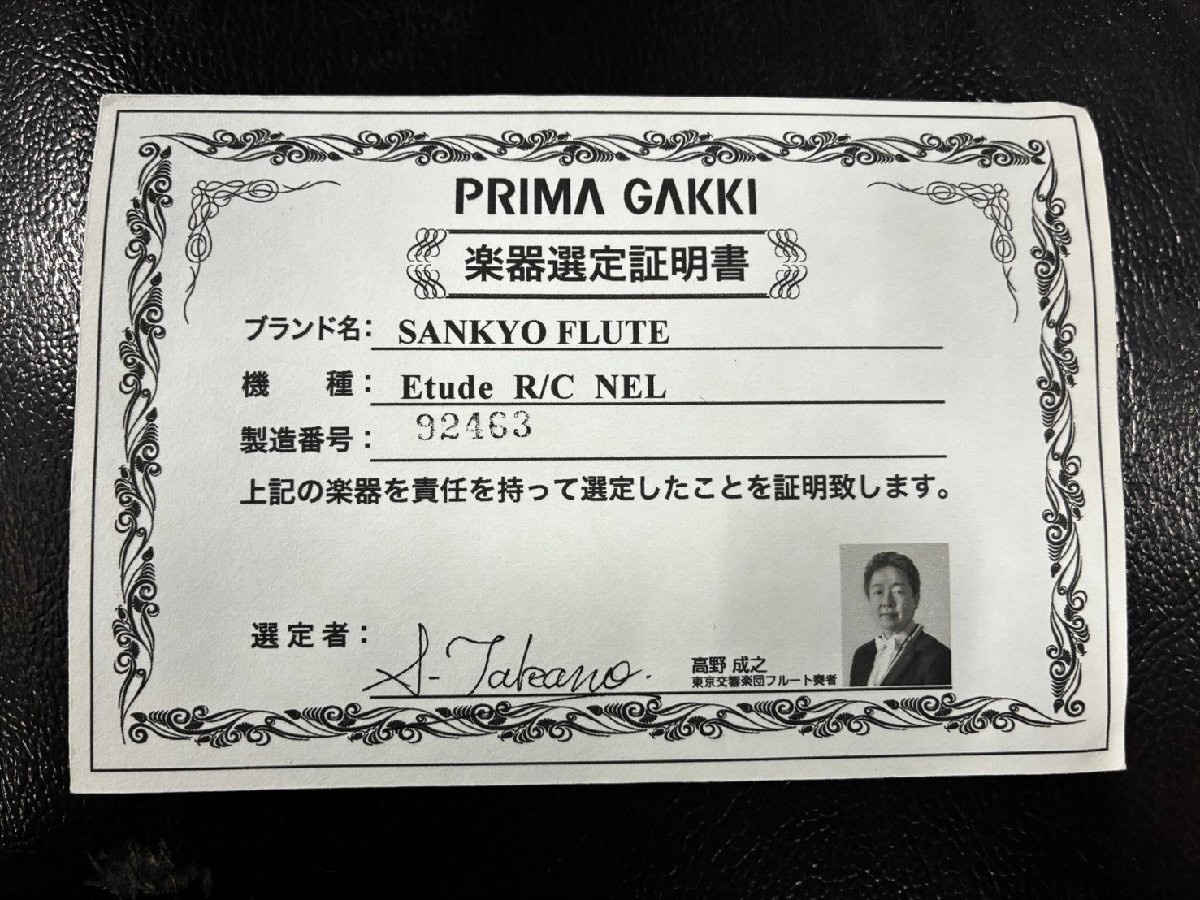 PRIMA GAKKI
楽器選定証明書
ブランド名: SANKYO FLUTE
機 種: Etude R/C NEL
製造番号: 92463
上記の楽器を責任を持って選定したことを証明致します。
選定者: S. Takano.
高野 成之
東京交響楽団フルート奏者